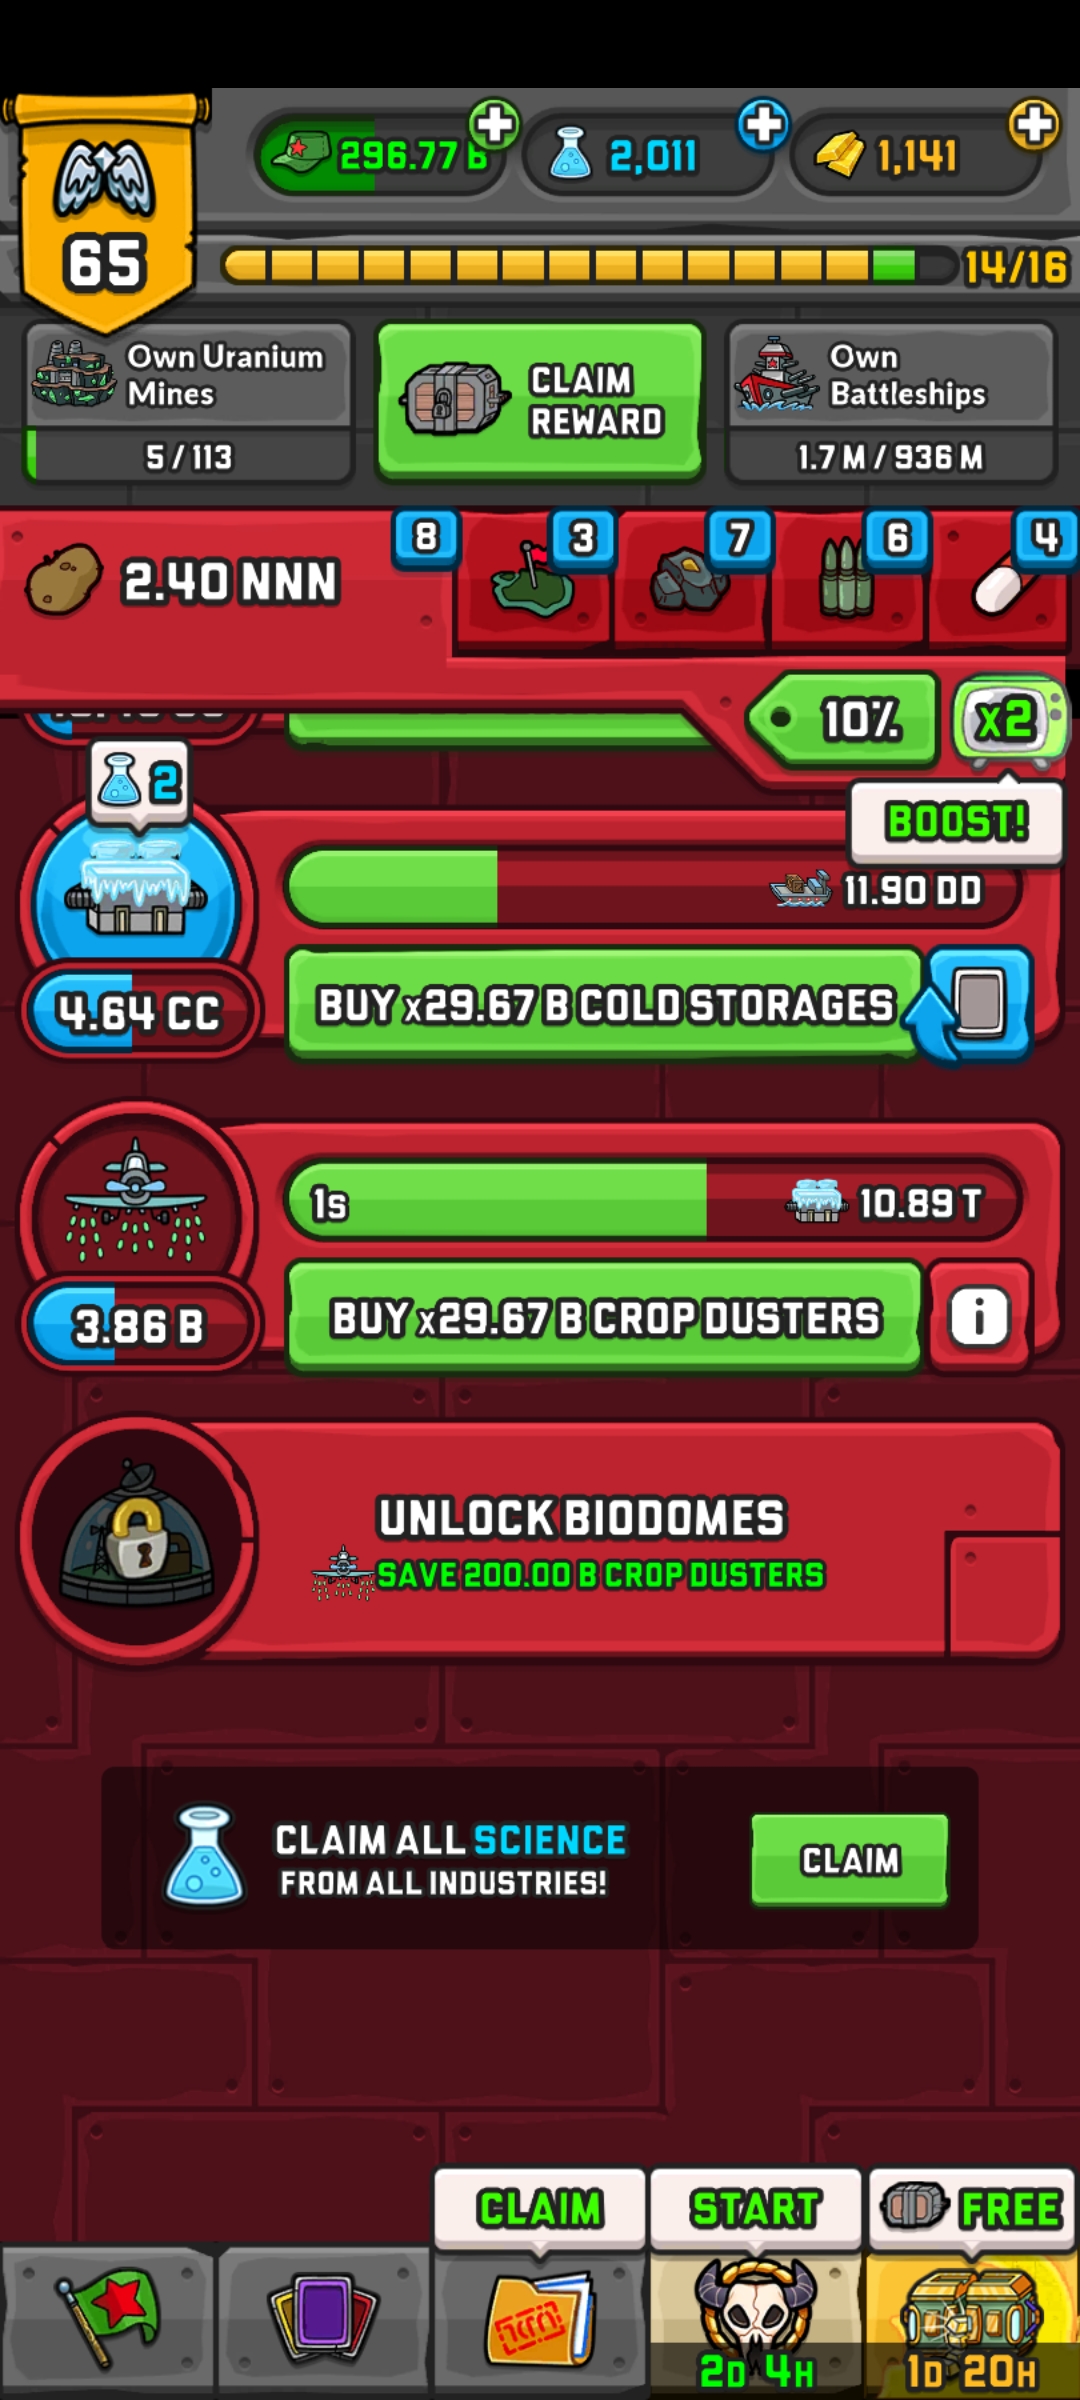 65
296.77 B
2,011
1,141
14/16
Own Uranium
Mines
5/113
CLAIM
REWARD
Own
Battleships
1.7 M / 936 M
2.40 NNN
8
3
7
6
4
10%
x2
BOOST!
2
11.90 DD
4.64 CC
BUY x29.67 B COLD STORAGES
1s
10.89 T
3.86 B
BUY x29.67 B CROP DUSTERS
i
UNLOCK BIODOMES
SAVE 200.00 B CROP DUSTERS
CLAIM ALL SCIENCE
FROM ALL INDUSTRIES!
CLAIM
CLAIM
START
FREE
2D 4H
1D 20H